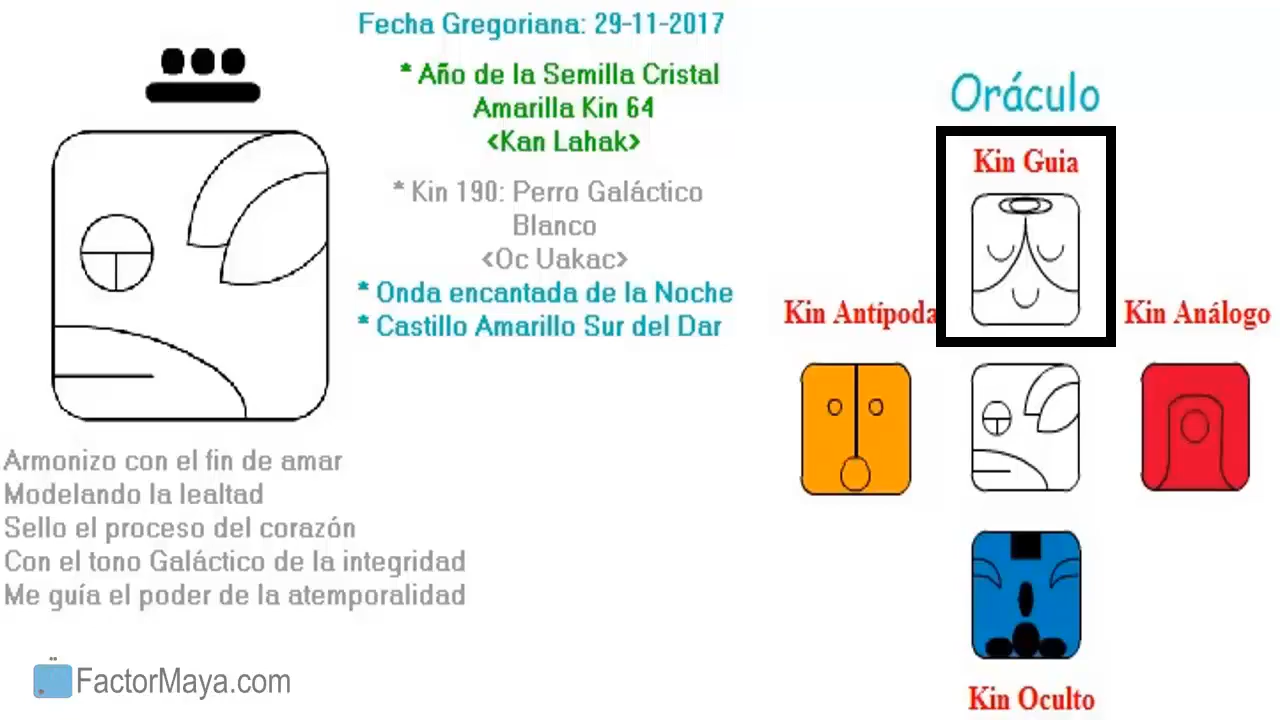 Fecha Gregoriana: 29-11-2017
* Año de la Semilla Cristal
Amarilla Kin 64
<Kan Lahak>
* Kin 190: Perro Galáctico
Blanco
<Oc Uakac>
* Onda encantada de la Noche
* Castillo Amarillo Sur del Dar
Armonizo con el fin de amar
Modelando la lealtad
Sello el proceso del corazón
Con el tono Galáctico de la integridad
Me guía el poder de la atemporalidad
FactorMaya.com
Oráculo
Kin Guia
Kin Antípoda
Kin Análogo
Kin Oculto